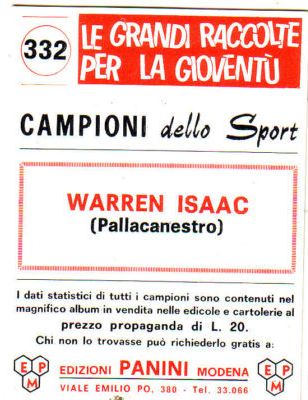 332
LE GRANDI RACCOLTE
PER LA GIOVENTÙ
CAMPIONI dello Sport
WARREN ISAAC
(Pallacanestro)
I dati statistici di tutti i campioni sono contenuti nel
magnifico album in vendita nelle edicole e cartolerie al
prezzo propaganda di L. 20.
Chi non lo trovasse può richiederlo gratis a:
EPM EDIZIONI PANINI MODENA EPM
VIALE EMILIO PO, 380 - Tel. 33.066